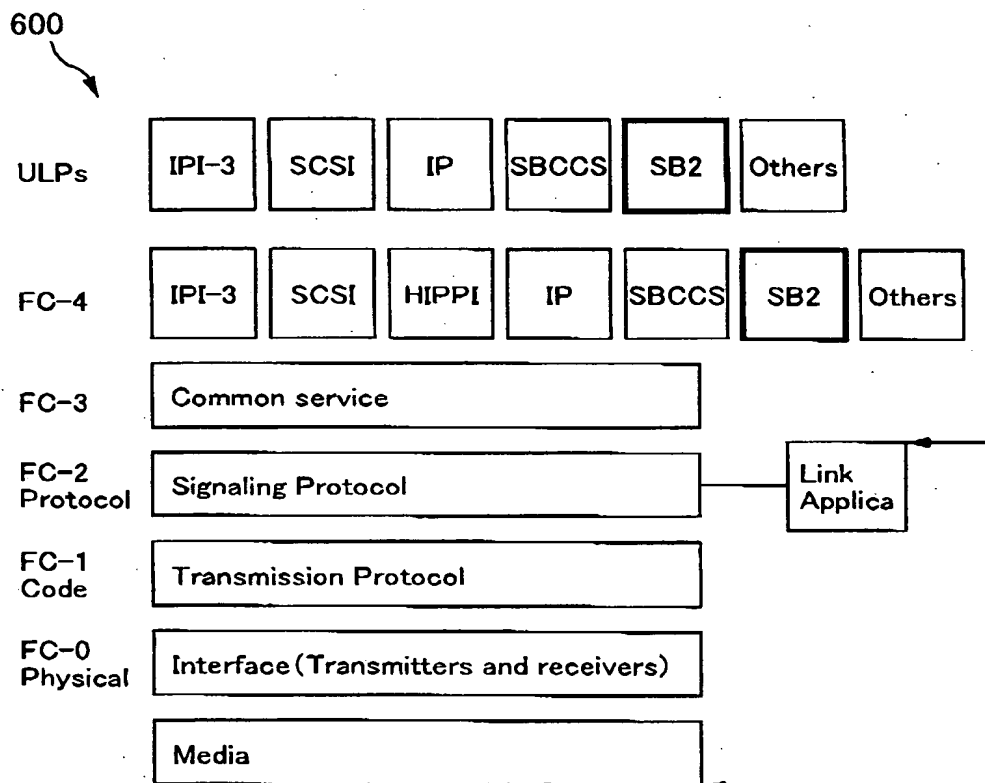 600
ULPs IPI-3 SCSI IP SBCCS SB2 Others
FC-4 IPI-3 SCSI HIPPI IP SBCCS SB2 Others
FC-3 Common service
FC-2
Protocol
Signaling Protocol
Link
Applica
FC-1
Code
Transmission Protocol
FC-0
Physical
Interface(Transmitters and receivers)
Media